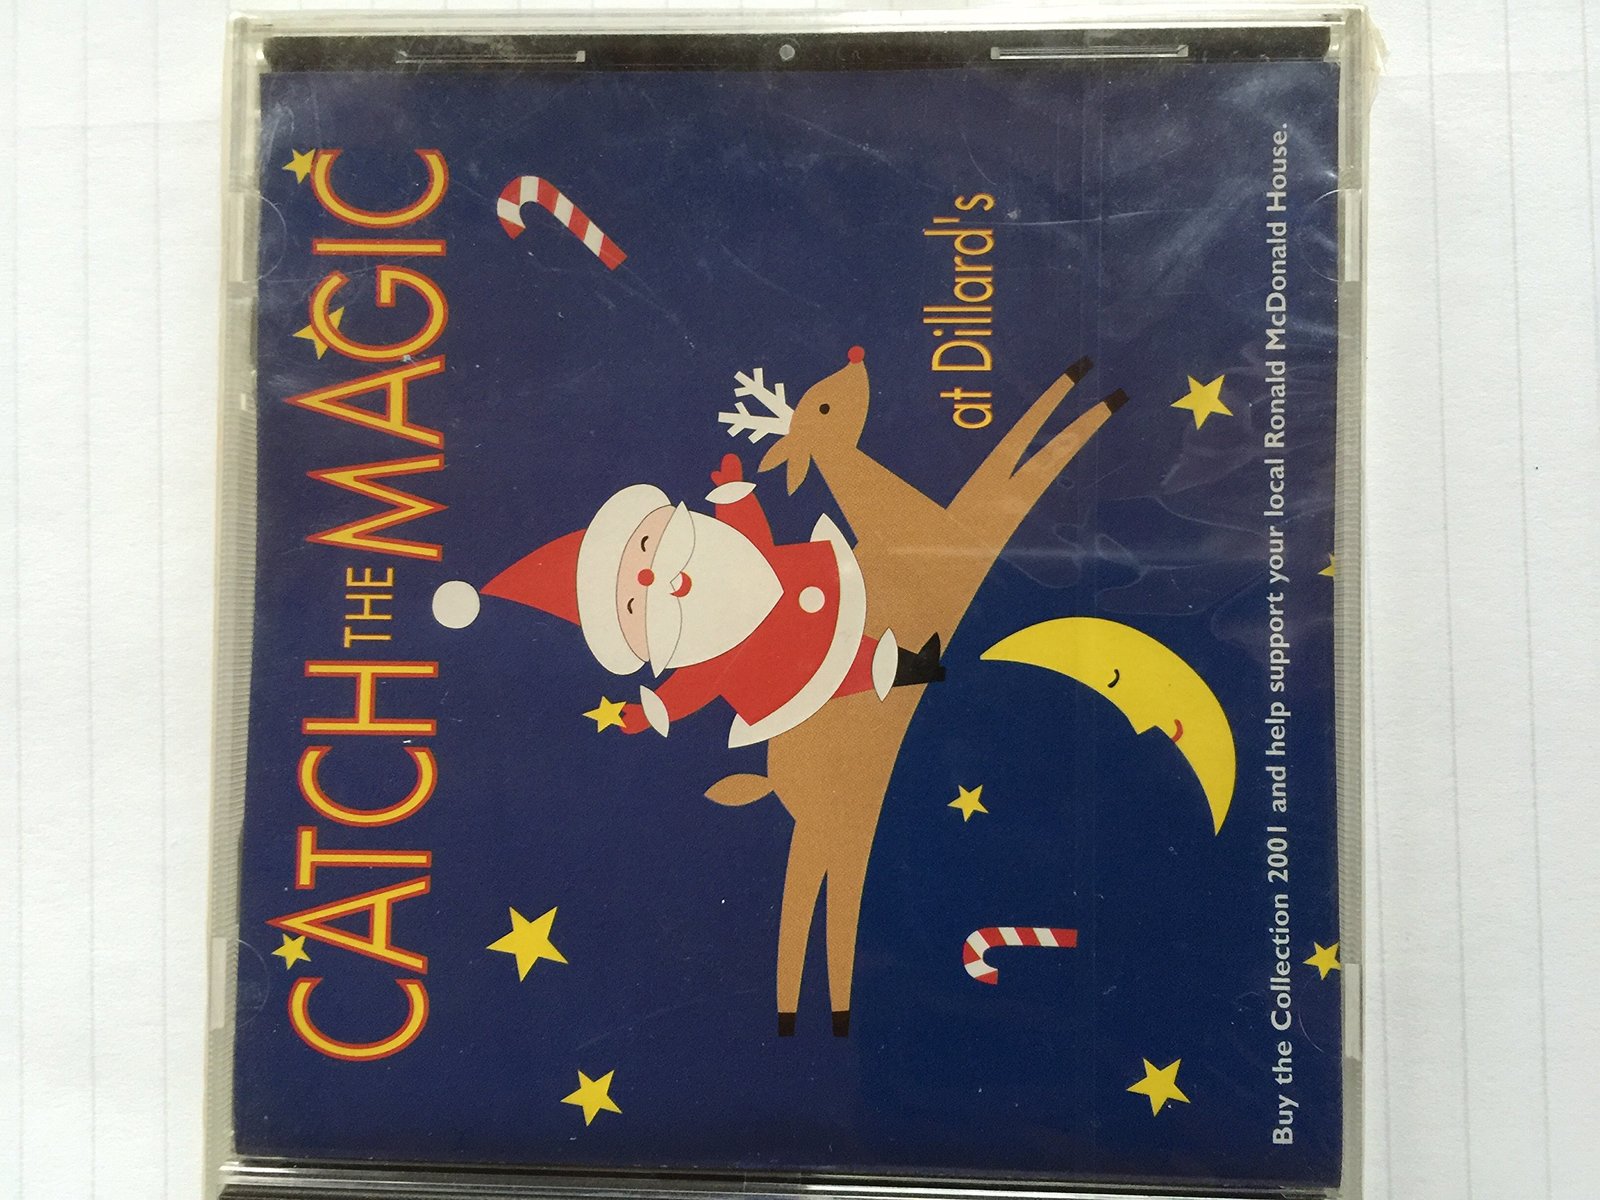 CATCH THE MAGIC
at Dillard's
Buy the Collection 2001 and help support your local Ronald McDonald House.